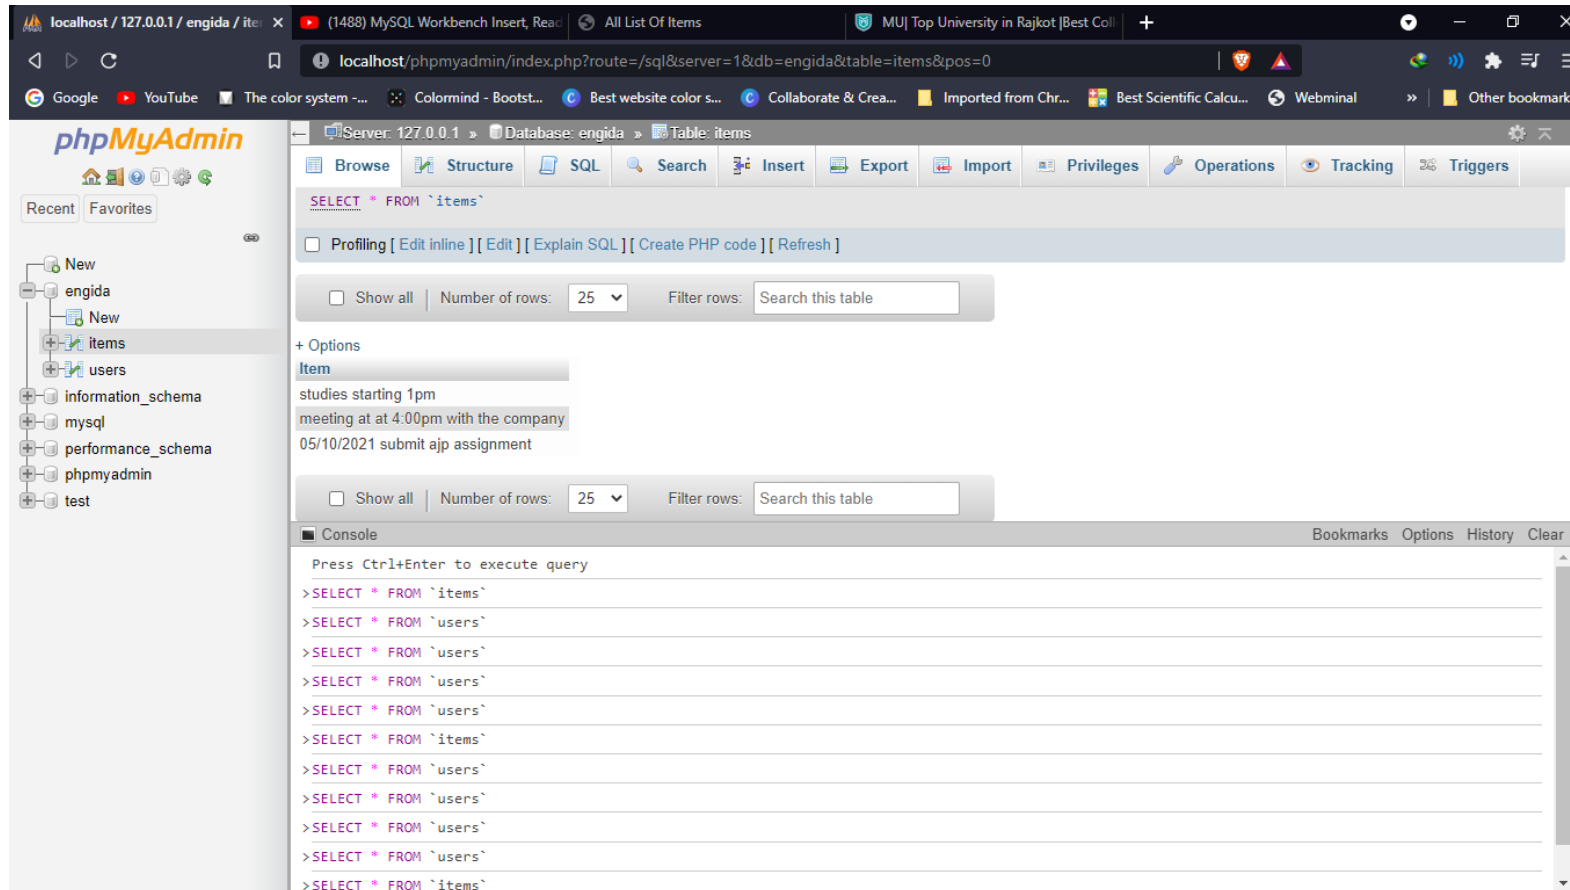 localhost / 127.0.0.1 / engida / iter
(1488) MySQL Workbench Insert, Read
All List Of Items
MU| Top University in Rajkot |Best Coll
localhost/phpmyadmin/index.php?route=/sql&server=1&db=engida&table=items&pos=0
Google YouTube The color system -... Colormind - Bootst... Best website color s... Collaborate & Crea... Imported from Chr... Best Scientific Calcu... Webminal » Other bookmark
phpMyAdmin
Recent Favorites
New
engida
New
items
users
information_schema
mysql
performance_schema
phpmyadmin
test
Server: 127.0.0.1 » Database: engida » Table: items
Browse Structure SQL Search Insert Export Import Privileges Operations Tracking Triggers
SELECT * FROM `items`
Profiling [ Edit inline ] [ Edit ] [ Explain SQL ] [ Create PHP code ] [ Refresh ]
Show all | Number of rows: 25 Filter rows: Search this table
+ Options
Item
studies starting 1pm
meeting at at 4:00pm with the company
05/10/2021 submit ajp assignment
Show all | Number of rows: 25 Filter rows: Search this table
Console Bookmarks Options History Clear
Press Ctrl+Enter to execute query
>SELECT * FROM `items`
>SELECT * FROM `users`
>SELECT * FROM `users`
>SELECT * FROM `users`
>SELECT * FROM `users`
>SELECT * FROM `items`
>SELECT * FROM `users`
>SELECT * FROM `users`
>SELECT * FROM `users`
>SELECT * FROM `users`
>SELECT * FROM `items`